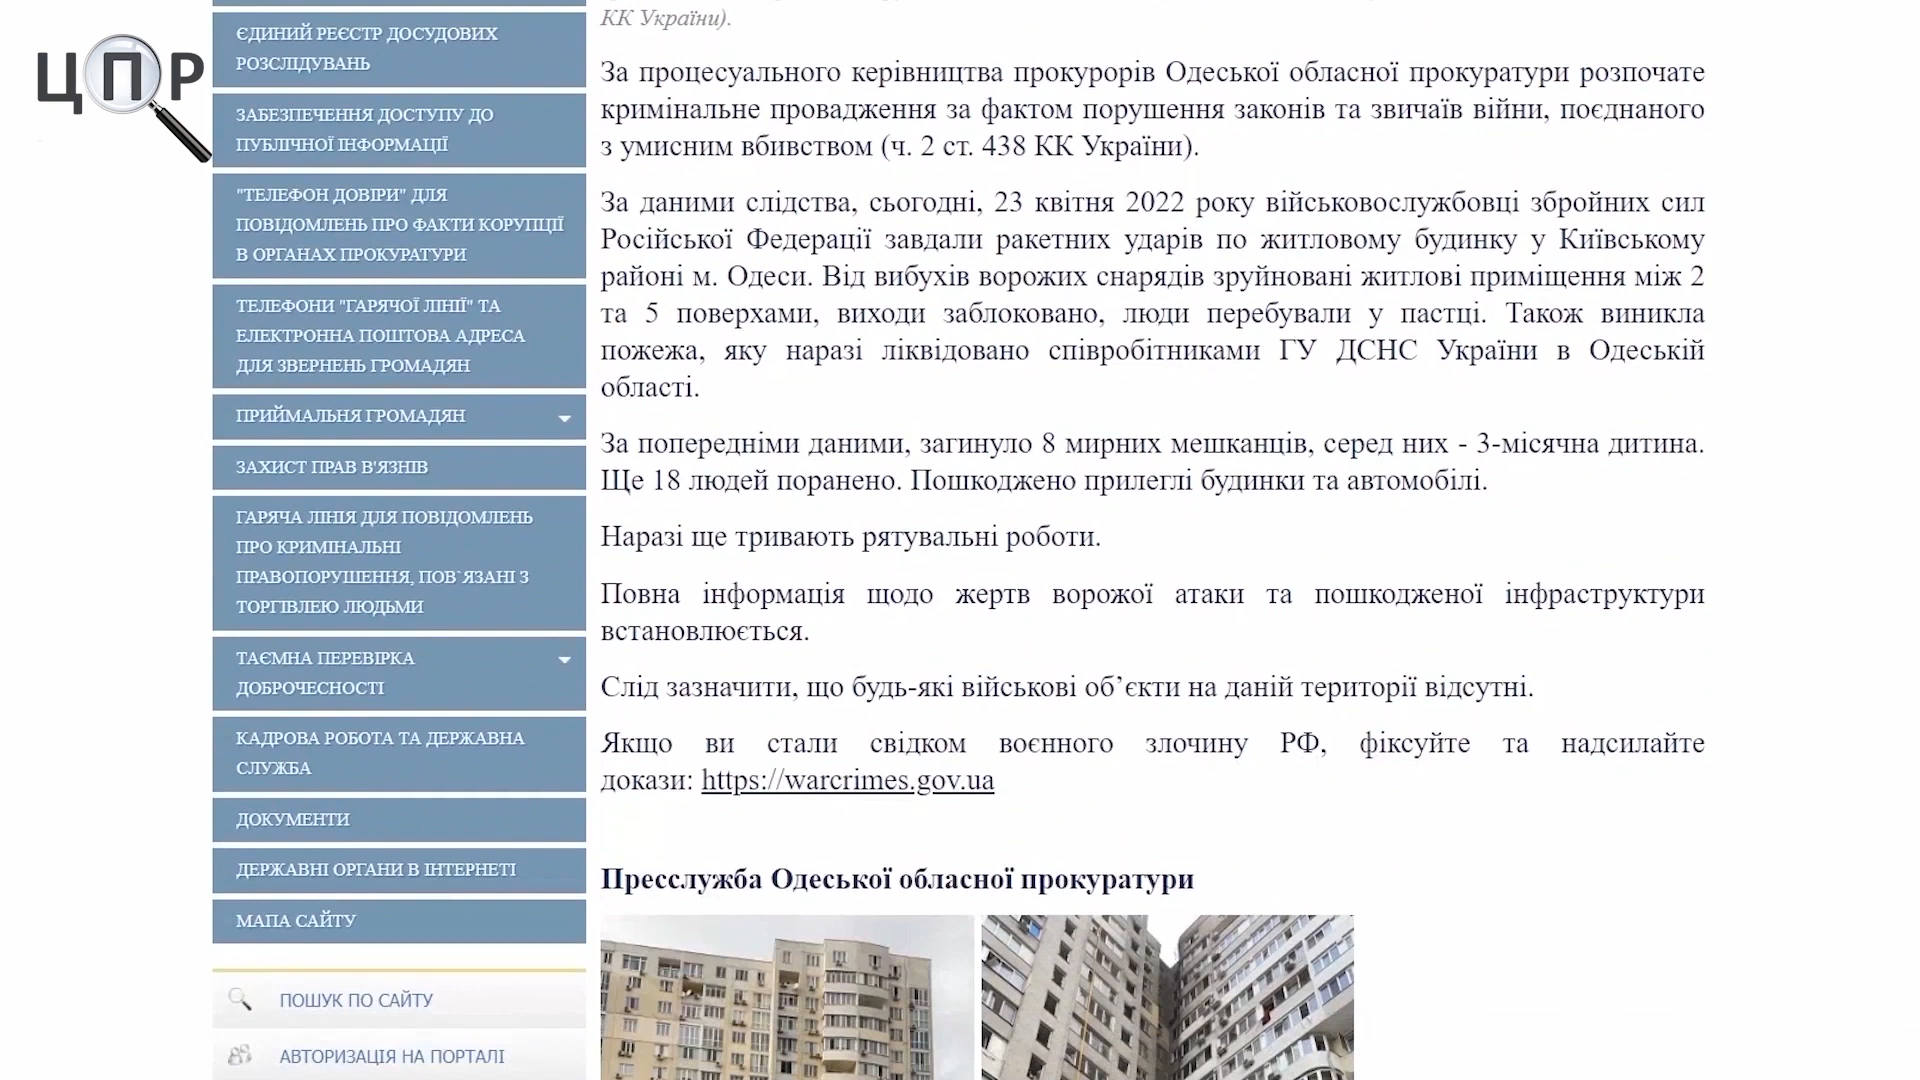 ЦПР
ЄДИНИЙ РЕЄСТР ДОСУДОВИХ
РОЗСЛІДУВАНЬ
ЗАБЕЗПЕЧЕННЯ ДОСТУПУ ДО
ПУБЛІЧНОЇ ІНФОРМАЦІЇ
"ТЕЛЕФОН ДОВІРИ" ДЛЯ
ПОВІДОМЛЕНЬ ПРО ФАКТИ КОРУПЦІЇ
В ОРГАНАХ ПРОКУРАТУРИ
ТЕЛЕФОНИ "ГАРЯЧОЇ ЛІНІЇ" ТА
ЕЛЕКТРОННА ПОШТОВА АДРЕСА
ДЛЯ ЗВЕРНЕНЬ ГРОМАДЯН
ПРИЙМАЛЬНЯ ГРОМАДЯН
ЗАХИСТ ПРАВ В'ЯЗНІВ
ГАРЯЧА ЛІНІЯ ДЛЯ ПОВІДОМЛЕНЬ
ПРО КРИМІНАЛЬНІ
ПРАВОПОРУШЕННЯ, ПОВ`ЯЗАНІ З
ТОРГІВЛЕЮ ЛЮДЬМИ
ТАЄМНА ПЕРЕВІРКА
ДОБРОЧЕСНОСТІ
КАДРОВА РОБОТА ТА ДЕРЖАВНА
СЛУЖБА
ДОКУМЕНТИ
ДЕРЖАВНІ ОРГАНИ В ІНТЕРНЕТІ
МАПА САЙТУ
ПОШУК ПО САЙТУ
АВТОРИЗАЦІЯ НА ПОРТАЛІ
КК України).
За процесуального керівництва прокурорів Одеської обласної прокуратури розпочате
кримінальне провадження за фактом порушення законів та звичаїв війни, поєднаного
з умисним вбивством (ч. 2 ст. 438 КК України).
За даними слідства, сьогодні, 23 квітня 2022 року військовослужбовці збройних сил
Російської Федерації завдали ракетних ударів по житловому будинку у Київському
районі м. Одеси. Від вибухів ворожих снарядів зруйновані житлові приміщення між 2
та 5 поверхами, виходи заблоковано, люди перебували у пастці. Також виникла
пожежа, яку наразі ліквідовано співробітниками ГУ ДСНС України в Одеській
області.
За попередніми даними, загинуло 8 мирних мешканців, серед них - 3-місячна дитина.
Ще 18 людей поранено. Пошкоджено прилеглі будинки та автомобілі.
Наразі ще тривають рятувальні роботи.
Повна інформація щодо жертв ворожої атаки та пошкодженої інфраструктури
встановлюється.
Слід зазначити, що будь-які військові об’єкти на даній території відсутні.
Якщо ви стали свідком воєнного злочину РФ, фіксуйте та надсилайте
докази: https://warcrimes.gov.ua
Пресслужба Одеської обласної прокуратури